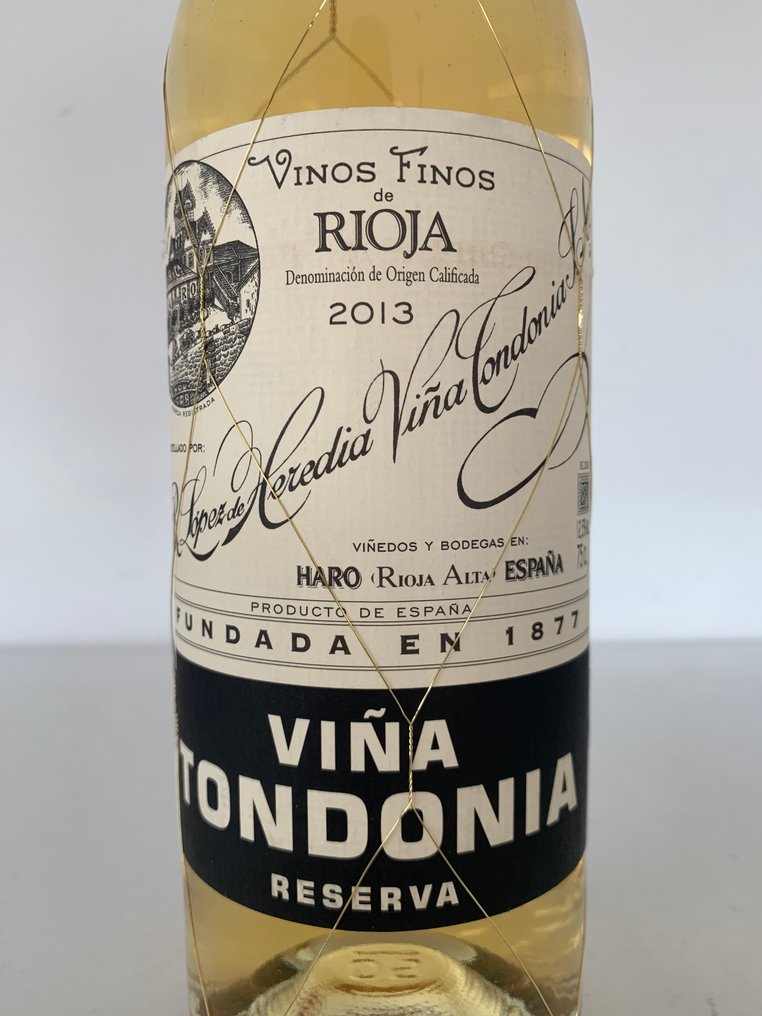 VINOS FINOS
de
RIOJA
Denominación de Origen Calificada
2013
López de Heredia Viña Tondonia
VIÑEDOS Y BODEGAS EN:
HARO (RIOJA ALTA) ESPAÑA
PRODUCTO DE ESPAÑA
FUNDADA EN 1877
VIÑA
TONDONIA
RESERVA